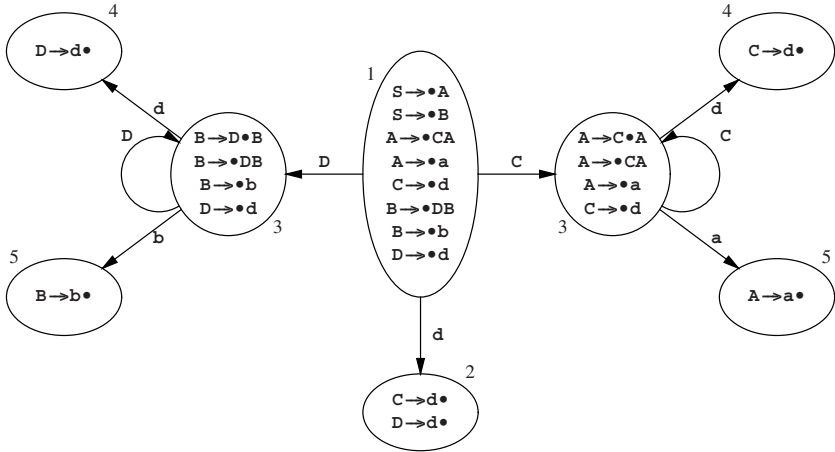 4
D→d•
d
D
B→D•B
B→•DB
B→•b
D→•d
3
b
5
B→b•
D
1
S→•A
S→•B
A→•CA
A→•a
C→•d
B→•DB
B→•b
D→•d
C
d
2
C→d•
D→d•
4
C→d•
d
C
A→C•A
A→•CA
A→•a
C→•d
3
a
5
A→a•